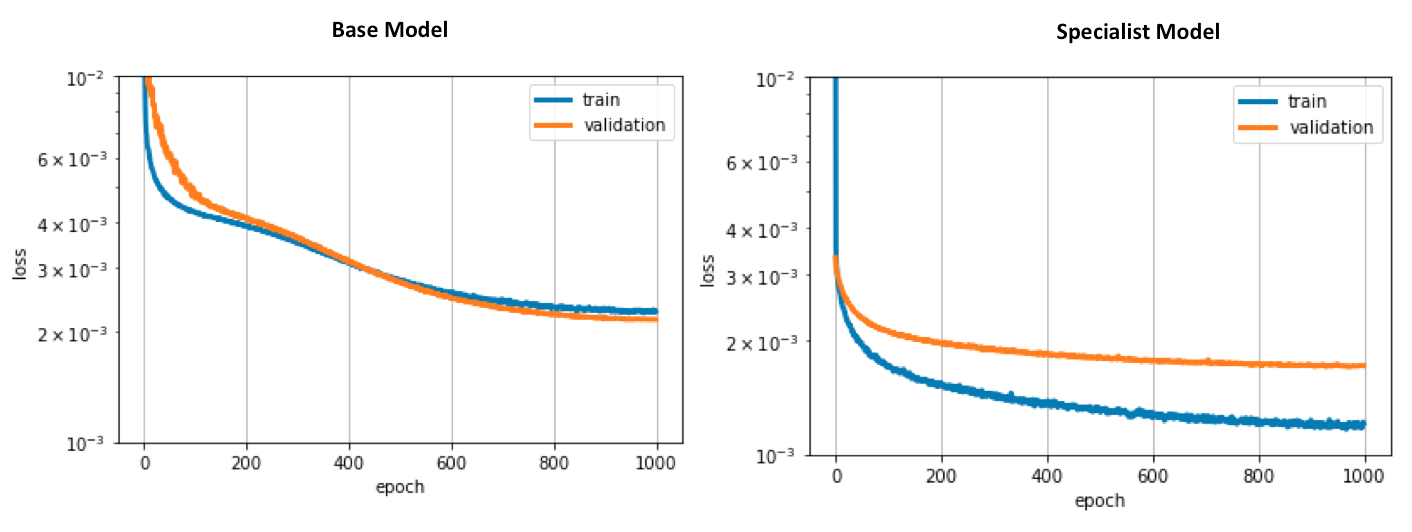 Base Model
10⁻²
6 × 10⁻³
4 × 10⁻³
3 × 10⁻³
2 × 10⁻³
10⁻³
loss
train
validation
0 200 400 600 800 1000
epoch
Specialist Model
10⁻²
6 × 10⁻³
4 × 10⁻³
3 × 10⁻³
2 × 10⁻³
10⁻³
loss
train
validation
0 200 400 600 800 1000
epoch